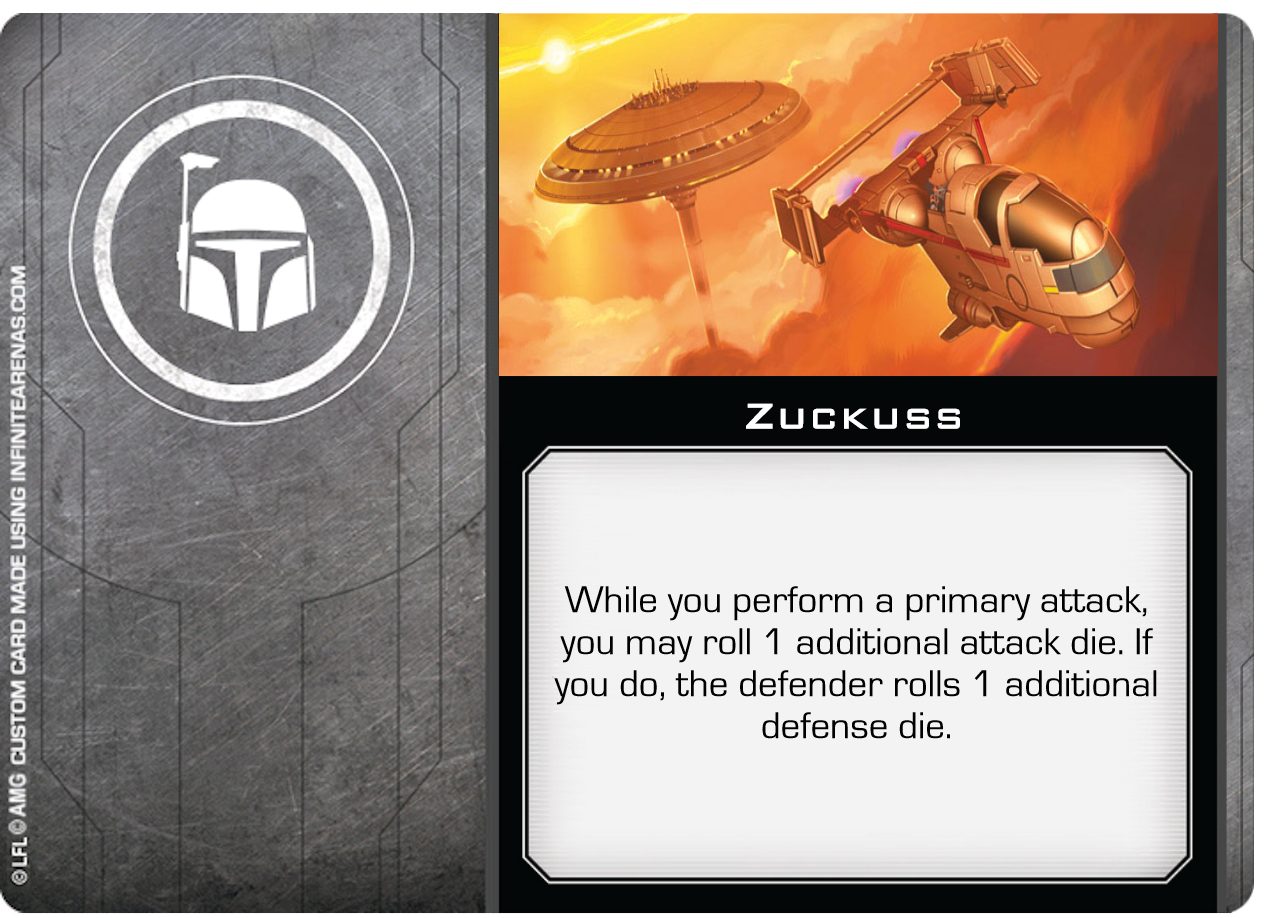 ZUCKUSS
While you perform a primary attack,
you may roll 1 additional attack die. If
you do, the defender rolls 1 additional
defense die.
© LFL © AMG CUSTOM CARD MADE USING INFINITEARENAS.COM